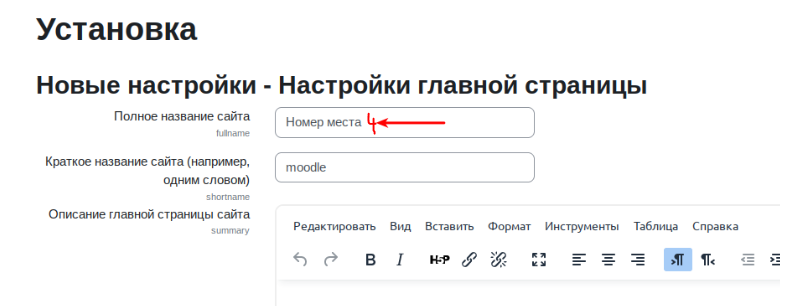 Установка
Новые настройки - Настройки главной страницы
Полное название сайта
Номер места 4
fullname
Краткое название сайта (например,
одним словом)
moodle
shortname
Описание главной страницы сайта
summary
Редактировать Вид Вставить Формат Инструменты Таблица Справка
B I H-P